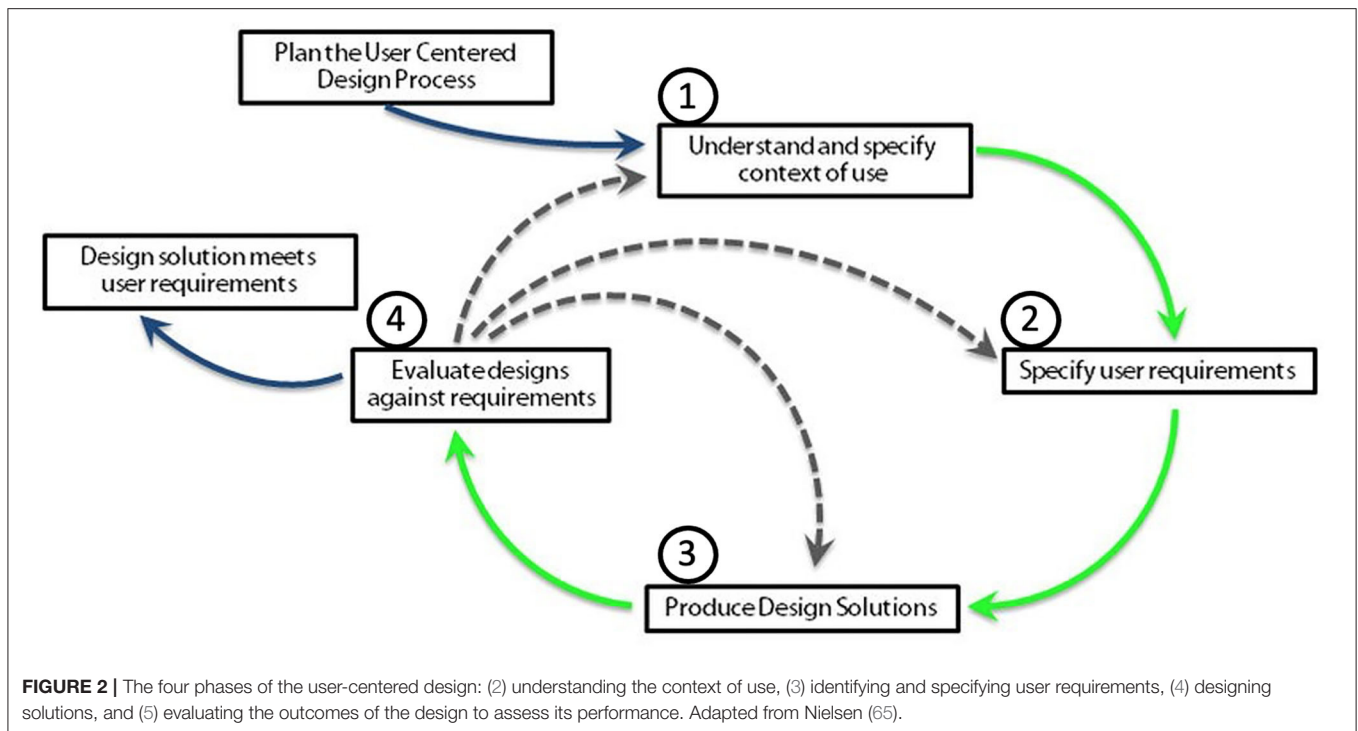 Plan the User Centered
Design Process
1
Understand and specify
context of use
Design solution meets
user requirements
4
Evaluate designs
against requirements
2
Specify user requirements
3
Produce Design Solutions
FIGURE 2 | The four phases of the user-centered design: (2) understanding the context of use, (3) identifying and specifying user requirements, (4) designing
solutions, and (5) evaluating the outcomes of the design to assess its performance. Adapted from Nielsen (65).